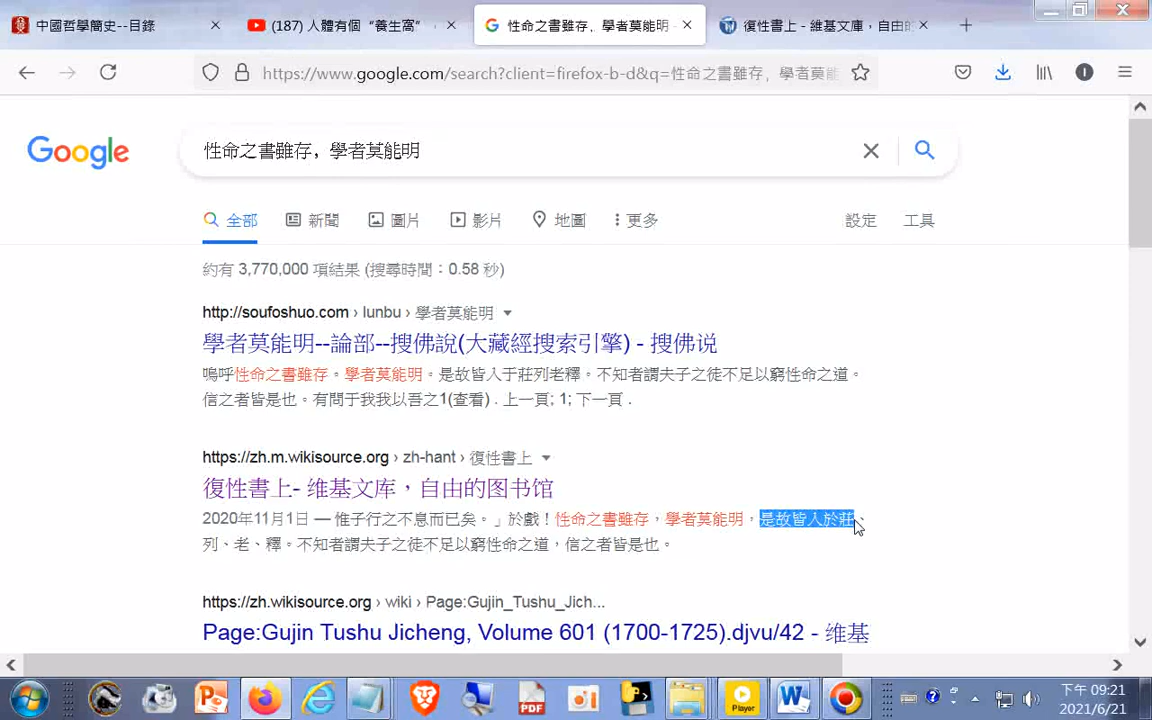 中國哲學簡史--目錄
(187) 人體有個“養生窩”
性命之書雖存，學者莫能明
復性書上 - 維基文庫，自由的
https://www.google.com/search?client=firefox-b-d&q=性命之書雖存，學者莫能
Google
性命之書雖存，學者莫能明
全部 新聞 圖片 影片 地圖 更多 設定 工具
約有 3,770,000 項結果 (搜尋時間：0.58 秒)
http://soufoshuo.com › lunbu › 學者莫能明
學者莫能明--論部--搜佛說(大藏經搜索引擎) - 搜佛说
嗚呼性命之書雖存。學者莫能明。是故皆入于莊列老釋。不知者謂夫子之徒不足以窮性命之道。
信之者皆是也。有問于我我以吾之1(查看) . 上一頁; 1; 下一頁 .
https://zh.m.wikisource.org › zh-hant › 復性書上
復性書上- 维基文库，自由的图书馆
2020年11月1日 — 惟子行之不息而已矣。」於戲！性命之書雖存，學者莫能明，是故皆入於莊、
列、老、釋。不知者謂夫子之徒不足以窮性命之道，信之者皆是也。
https://zh.wikisource.org › wiki › Page:Gujin_Tushu_Jich...
Page:Gujin Tushu Jicheng, Volume 601 (1700-1725).djvu/42 - 维基
PDF
Player
下午 09:21
2021/6/21